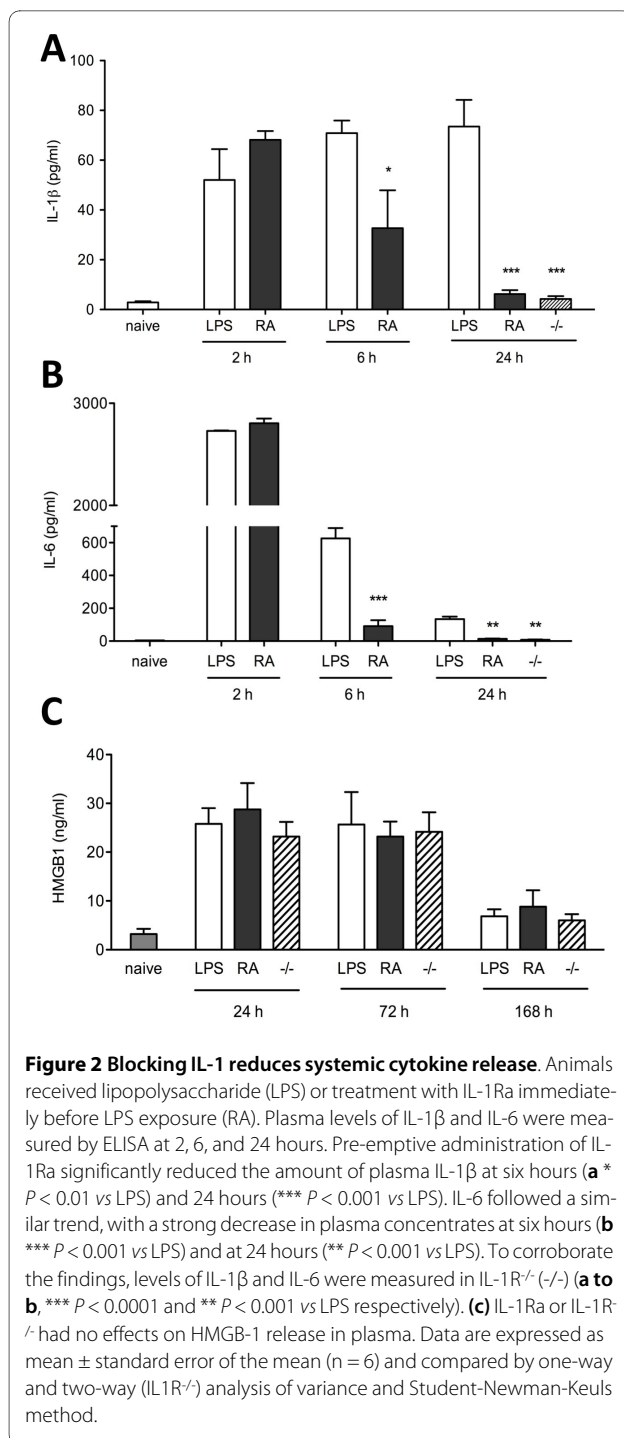 A
100
80
60
40
20
0
IL-1β (pg/ml)
*
*** ***
naive LPS RA LPS RA LPS RA -/-
2 h 6 h 24 h
B
3000
2000
600
400
200
0
IL-6 (pg/ml)
***
** **
naive LPS RA LPS RA LPS RA -/-
2 h 6 h 24 h
C
40
30
20
10
0
HMGB1 (ng/ml)
naive LPS RA -/- LPS RA -/- LPS RA -/-
24 h 72 h 168 h
Figure 2 Blocking IL-1 reduces systemic cytokine release. Animals
received lipopolysaccharide (LPS) or treatment with IL-1Ra immediate-
ly before LPS exposure (RA). Plasma levels of IL-1β and IL-6 were mea-
sured by ELISA at 2, 6, and 24 hours. Pre-emptive administration of IL-
1Ra significantly reduced the amount of plasma IL-1β at six hours (a *
P < 0.01 vs LPS) and 24 hours (*** P < 0.001 vs LPS). IL-6 followed a sim-
ilar trend, with a strong decrease in plasma concentrates at six hours (b
*** P < 0.001 vs LPS) and at 24 hours (** P < 0.001 vs LPS). To corroborate
the findings, levels of IL-1β and IL-6 were measured in IL-1R-/- (-/-) (a to
b, *** P < 0.0001 and ** P < 0.001 vs LPS respectively). (c) IL-1Ra or IL-1R-
/- had no effects on HMGB-1 release in plasma. Data are expressed as
mean ± standard error of the mean (n = 6) and compared by one-way
and two-way (IL1R-/-) analysis of variance and Student-Newman-Keuls
method.